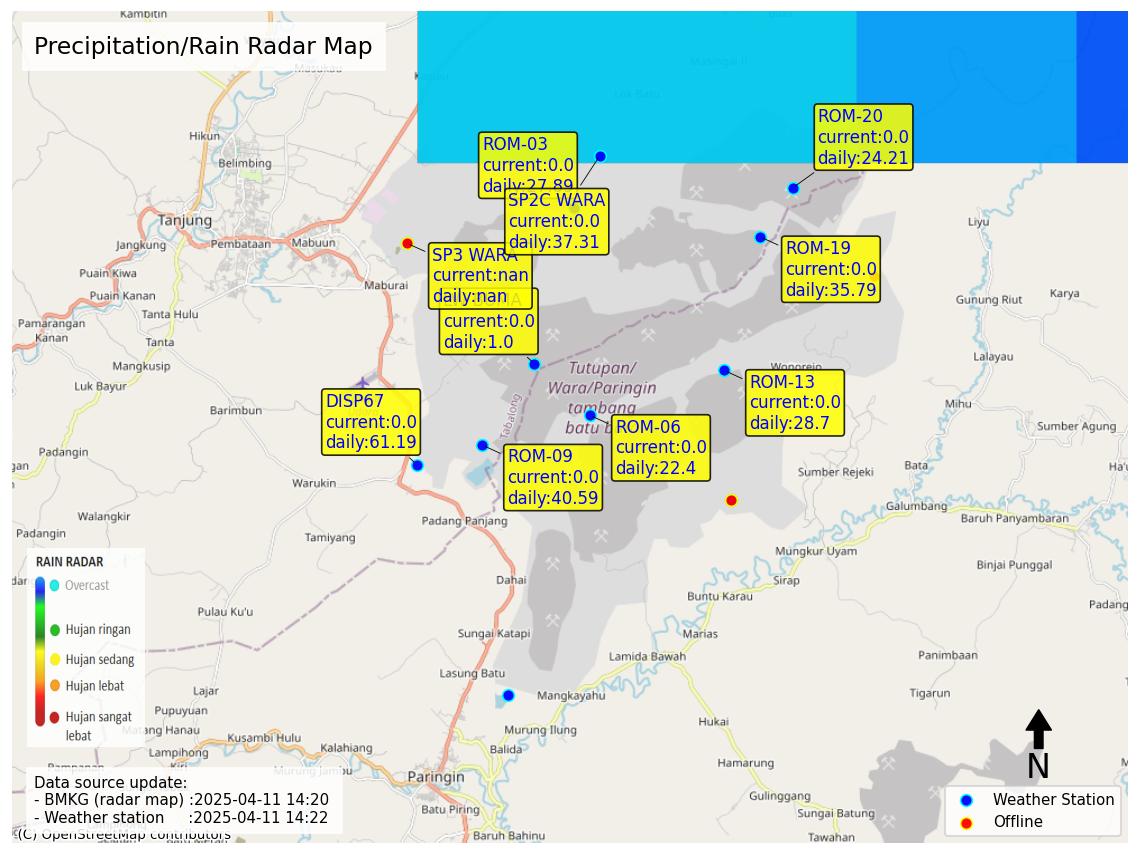 Precipitation/Rain Radar Map
Kambitin
Masukau
Kapuh
Masingai II
Lok Batu
Hikun
Belimbing
Tanjung
Jangkung
Pembataan
Mabuun
Maburai
Puain Kiwa
Puain Kanan
Tanta Hulu
Pamarangan
Kanan
Tanta
Mangkusip
Luk Bayur
Barimbun
Padangin
Warukin
Walangkir
Padangin
Tamiyang
Padang Panjang
Dahai
Pulau Ku'u
Sungai Katapi
Lasung Batu
Lajar
Pupuyuan
Matang Hanau
Lampihong
Kusambi Hulu
Kalahiang
Murung Jambu
Paringin
Balida
Murung Ilung
Mangkayahu
Batu Piring
Baruh Bahinu
Lamida Bawah
Marias
Buntu Karau
Sirap
Mungkur Uyam
Galumbang
Baruh Panyambaran
Binjai Punggal
Sumber Rejeki
Bata
Sumber Agung
Mihu
Lalayau
Gunung Riut
Karya
Liyu
Wonorejo
Panimbaan
Tigarun
Hukai
Hamarung
Gulinggang
Sungai Batung
Tawahan
Padang
Tabalong
Tutupan/
Wara/Paringin
tambang
batu b
ROM-03
current:0.0
daily:27.89
SP2C WARA
current:0.0
daily:37.31
ROM-20
current:0.0
daily:24.21
ROM-19
current:0.0
daily:35.79
SP3 WARA
current:nan
daily:nan
current:0.0
daily:1.0
ROM-13
current:0.0
daily:28.7
DISP67
current:0.0
daily:61.19
ROM-06
current:0.0
daily:22.4
ROM-09
current:0.0
daily:40.59
RAIN RADAR
Overcast
Hujan ringan
Hujan sedang
Hujan lebat
Hujan sangat
lebat
Data source update:
- BMKG (radar map) :2025-04-11 14:20
- Weather station :2025-04-11 14:22
(C) OpenStreetMap contributors
N
Weather Station
Offline